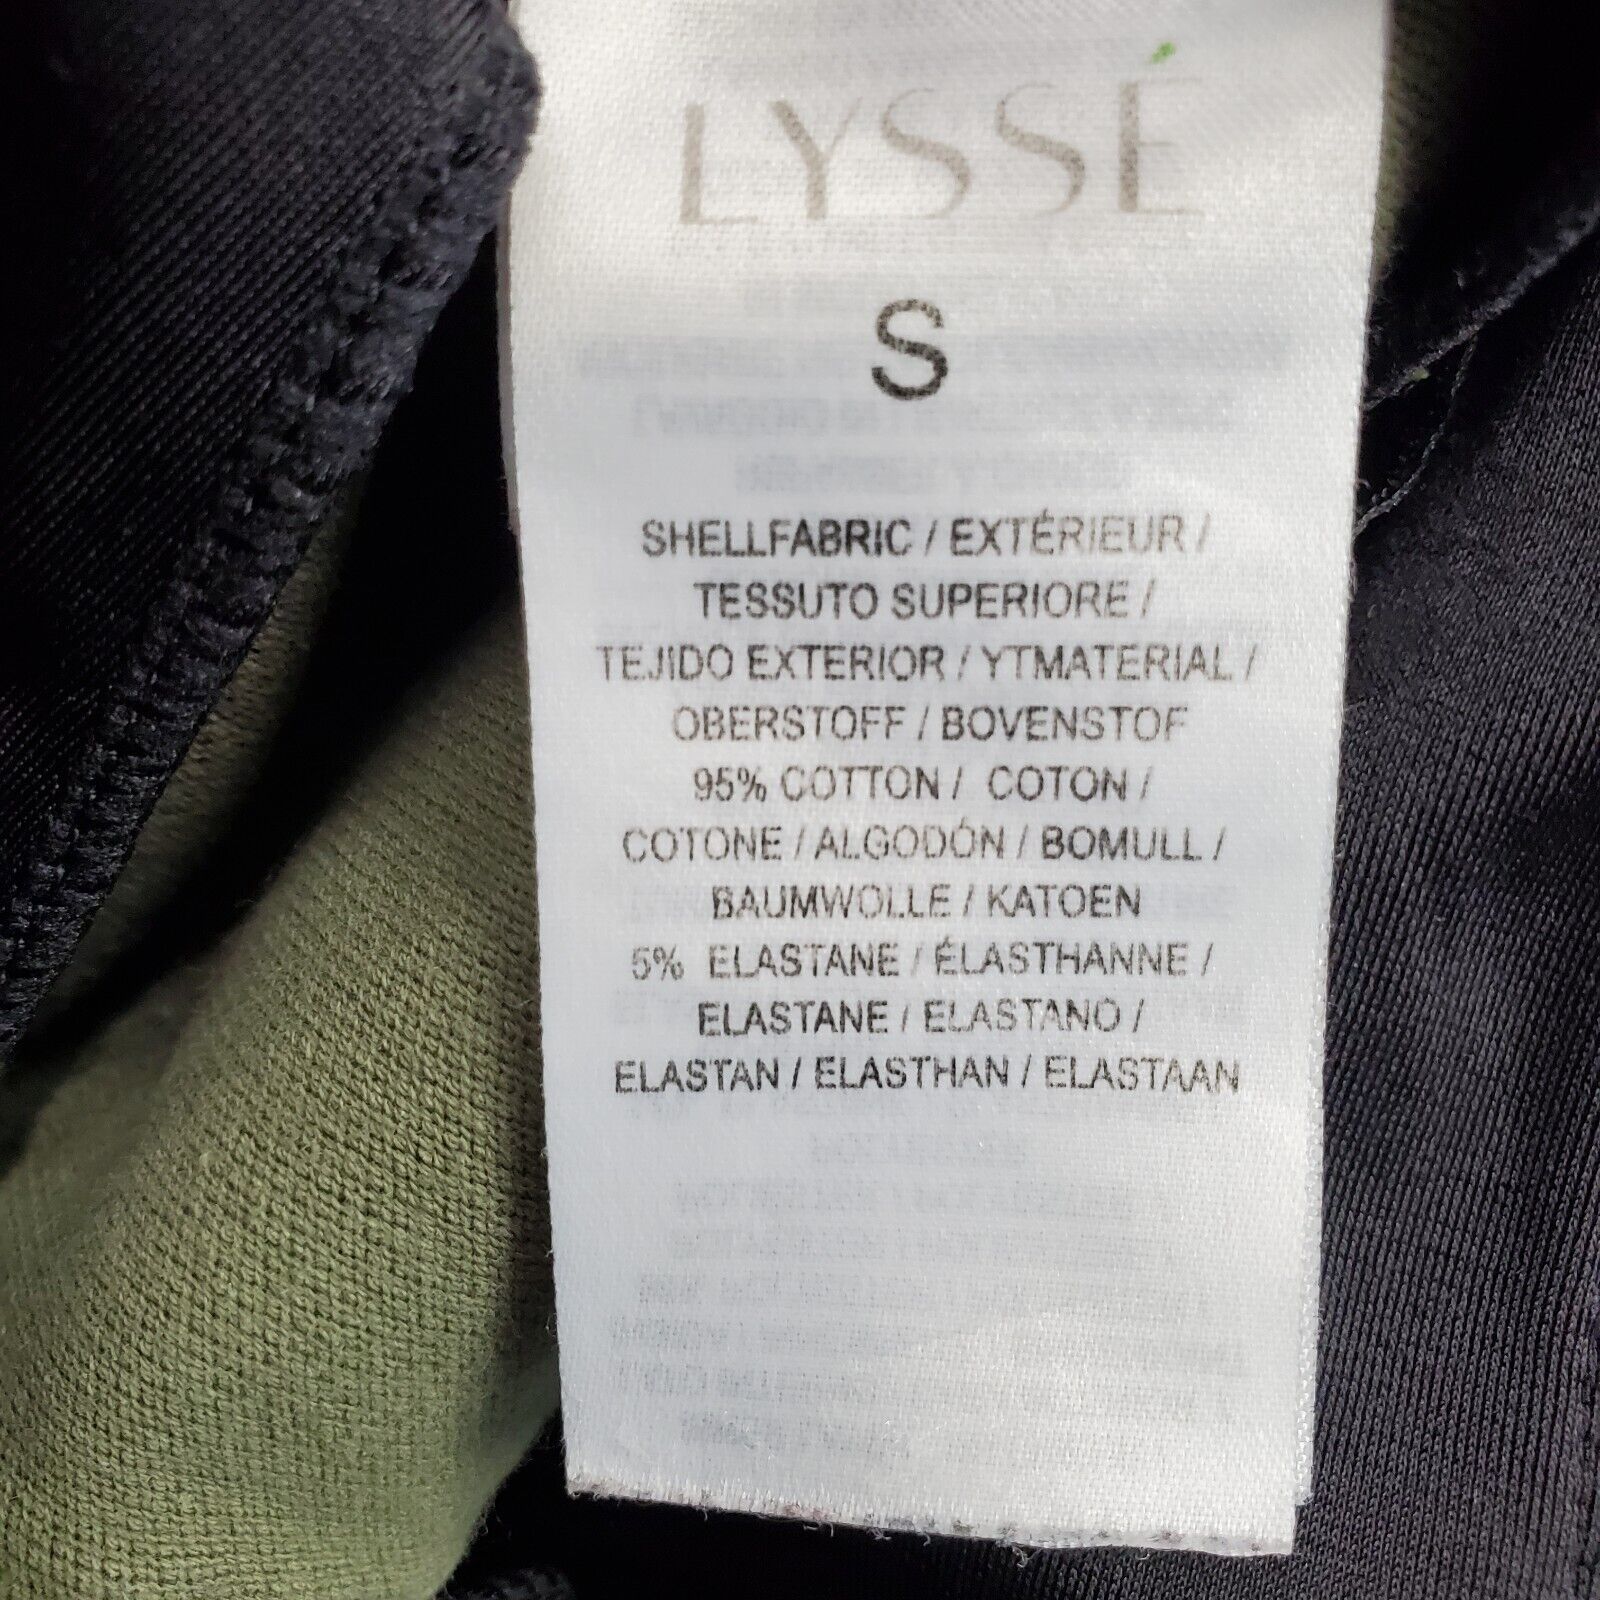 LYSSÉ
S
SHELLFABRIC / EXTÉRIEUR /
TESSUTO SUPERIORE /
TEJIDO EXTERIOR / YTMATERIAL /
OBERSTOFF / BOVENSTOF
95% COTTON / COTON /
COTONE / ALGODÓN / BOMULL /
BAUMWOLLE / KATOEN
5% ELASTANE / ÉLASTHANNE /
ELASTANE / ELASTANO /
ELASTAN / ELASTHAN / ELASTAAN